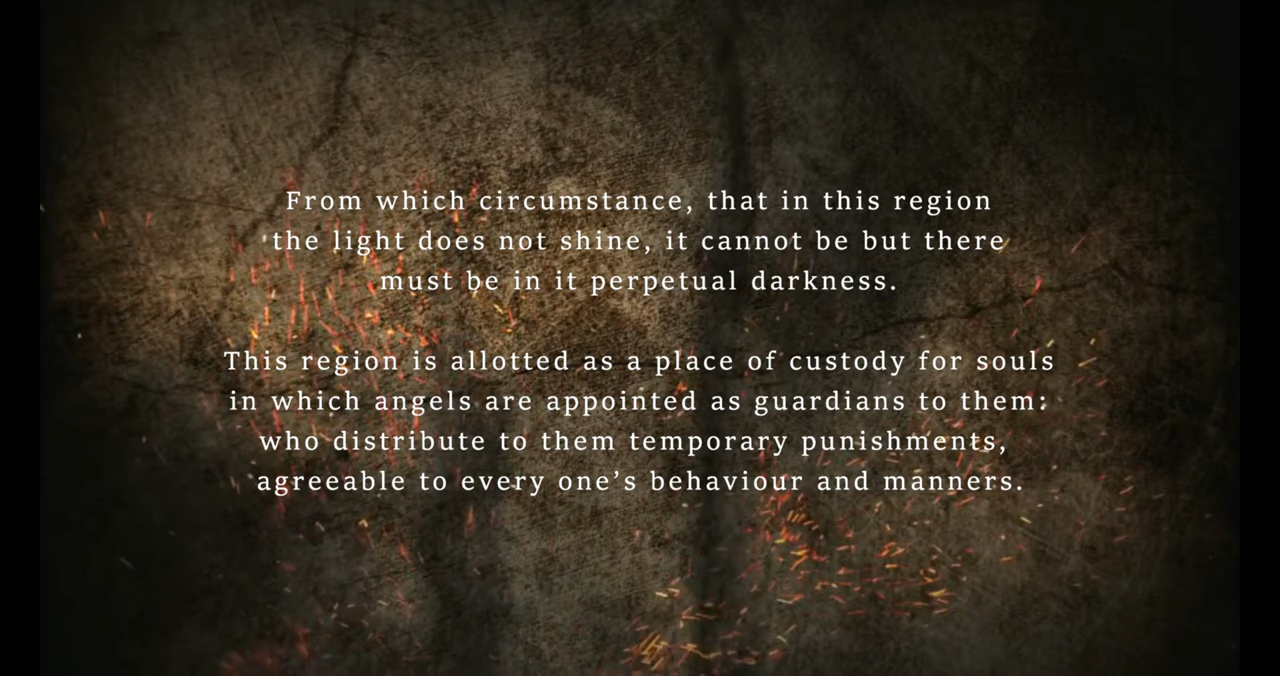 From which circumstance, that in this region
the light does not shine, it cannot be but there
must be in it perpetual darkness.
This region is allotted as a place of custody for souls
in which angels are appointed as guardians to them:
who distribute to them temporary punishments,
agreeable to every one’s behaviour and manners.